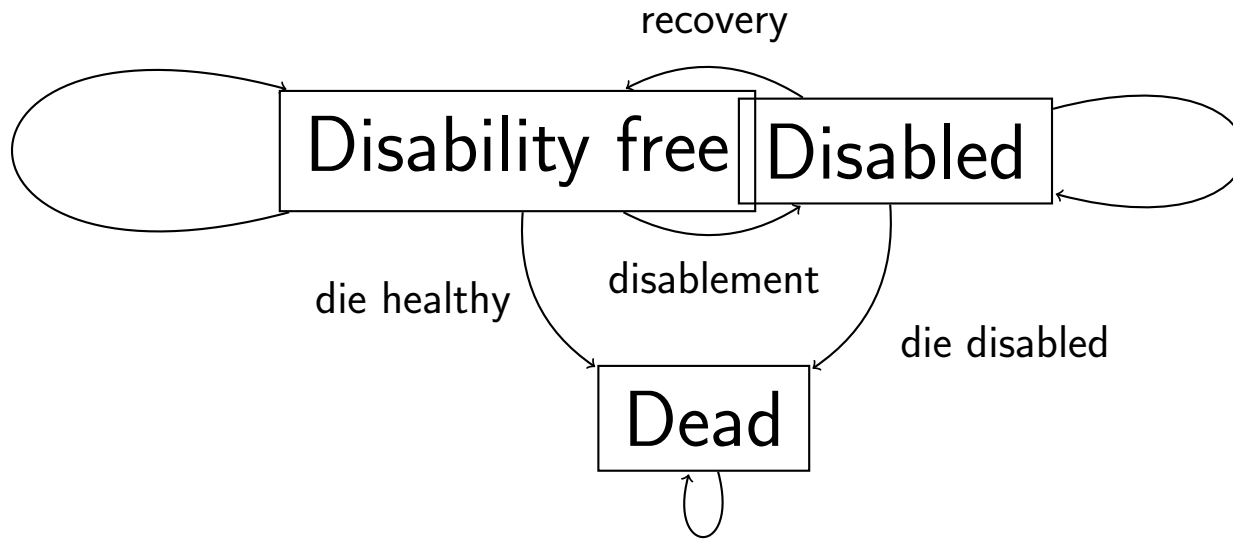 recovery
Disability free
Disabled
disablement
die healthy
die disabled
Dead